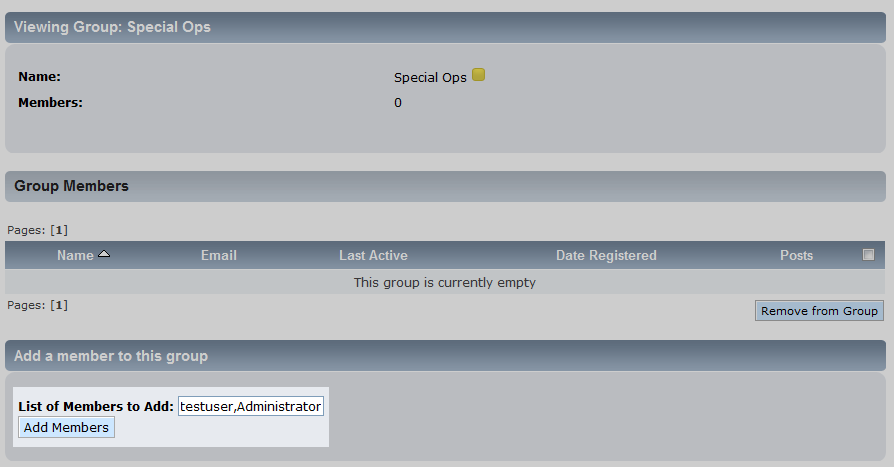 Viewing Group: Special Ops
Name: Special Ops
Members: 0
Group Members
Pages: [1]
Name Email Last Active Date Registered Posts
This group is currently empty
Pages: [1]
Remove from Group
Add a member to this group
List of Members to Add: testuser,Administrator
Add Members